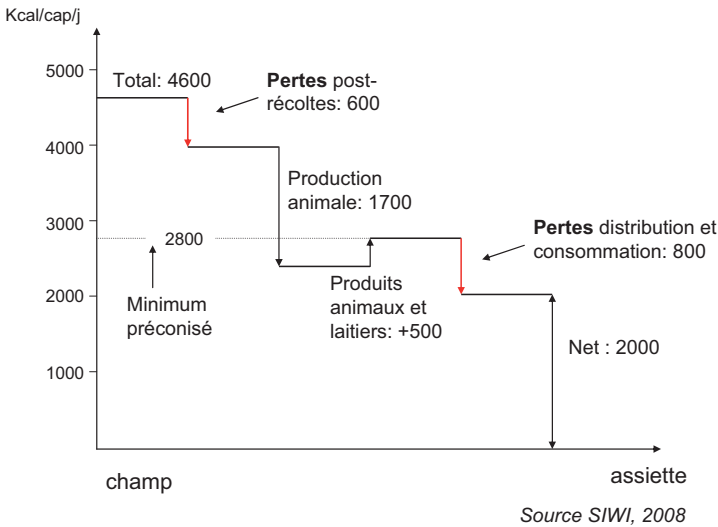 Kcal/cap/j
5000
4000
3000
2000
1000
Total: 4600
Pertes post-
récoltes: 600
Production
animale: 1700
2800
Minimum
préconisé
Produits
animaux et
laitiers: +500
Pertes distribution et
consommation: 800
Net : 2000
champ
assiette
Source SIWI, 2008